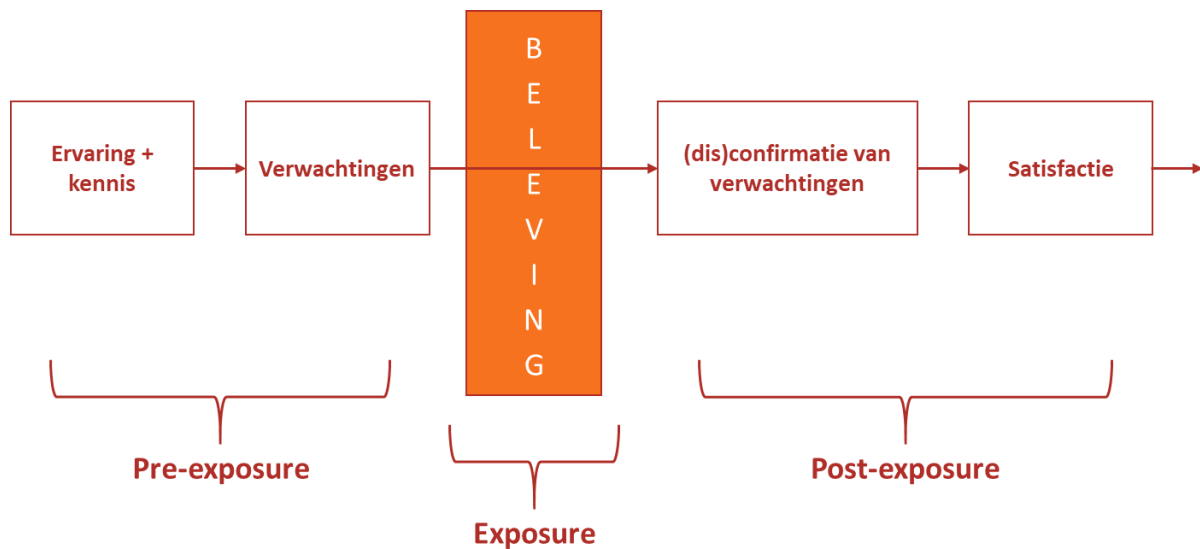 Ervaring +
kennis
Verwachtingen
B
E
L
E
V
I
N
G
(dis)confirmatie van
verwachtingen
Satisfactie
Pre-exposure
Exposure
Post-exposure